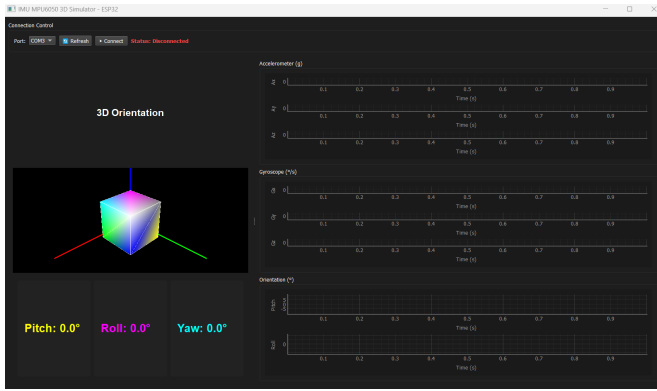 IMU MPU6050 3D Simulator - ESP32
Connection Control
Port: COM3 Refresh Connect Status: Disconnected
3D Orientation
Pitch: 0.0° Roll: 0.0° Yaw: 0.0°
Accelerometer (g)
Ax 0
0.1 0.2 0.3 0.4 0.5 0.6 0.7 0.8 0.9
Time (s)
Ay 0
0.1 0.2 0.3 0.4 0.5 0.6 0.7 0.8 0.9
Time (s)
Az 0
0.1 0.2 0.3 0.4 0.5 0.6 0.7 0.8 0.9
Time (s)
Gyroscope (°/s)
Gx 0
0.1 0.2 0.3 0.4 0.5 0.6 0.7 0.8 0.9
Time (s)
Gy 0
0.1 0.2 0.3 0.4 0.5 0.6 0.7 0.8 0.9
Time (s)
Gz 0
0.1 0.2 0.3 0.4 0.5 0.6 0.7 0.8 0.9
Time (s)
Orientation (°)
Pitch
0.1 0.2 0.3 0.4 0.5 0.6 0.7 0.8 0.9
Time (s)
Roll 0
0.1 0.2 0.3 0.4 0.5 0.6 0.7 0.8 0.9
Time (s)